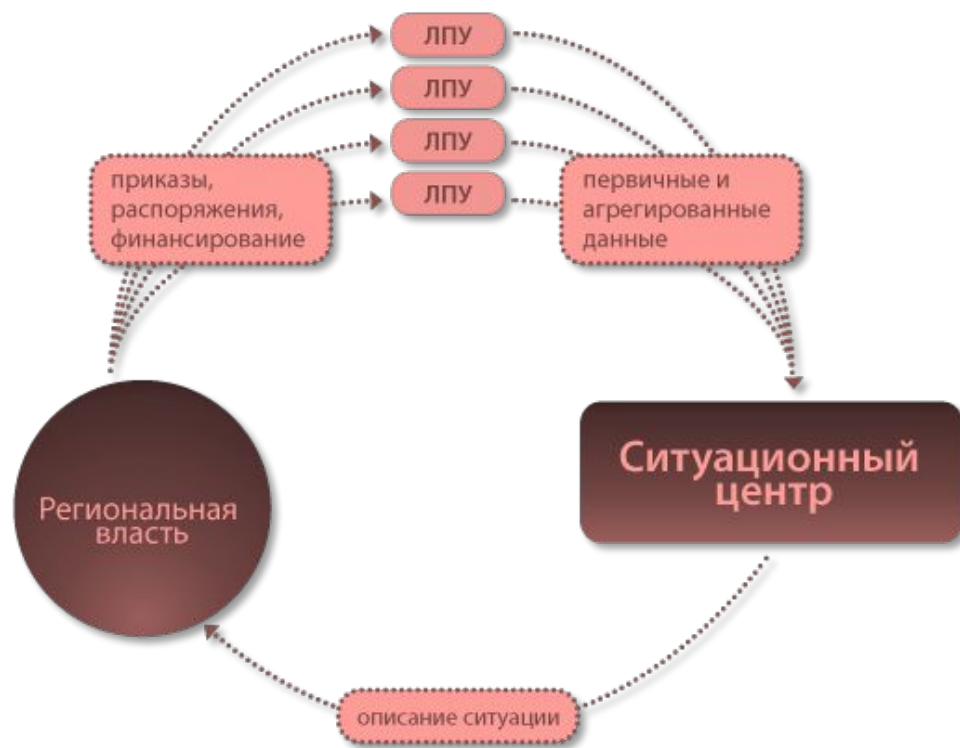 ЛПУ
ЛПУ
ЛПУ
ЛПУ
приказы,
распоряжения,
финансирование
первичные и
агрегированные
данные
Региональная
власть
Ситуационный
центр
описание ситуации